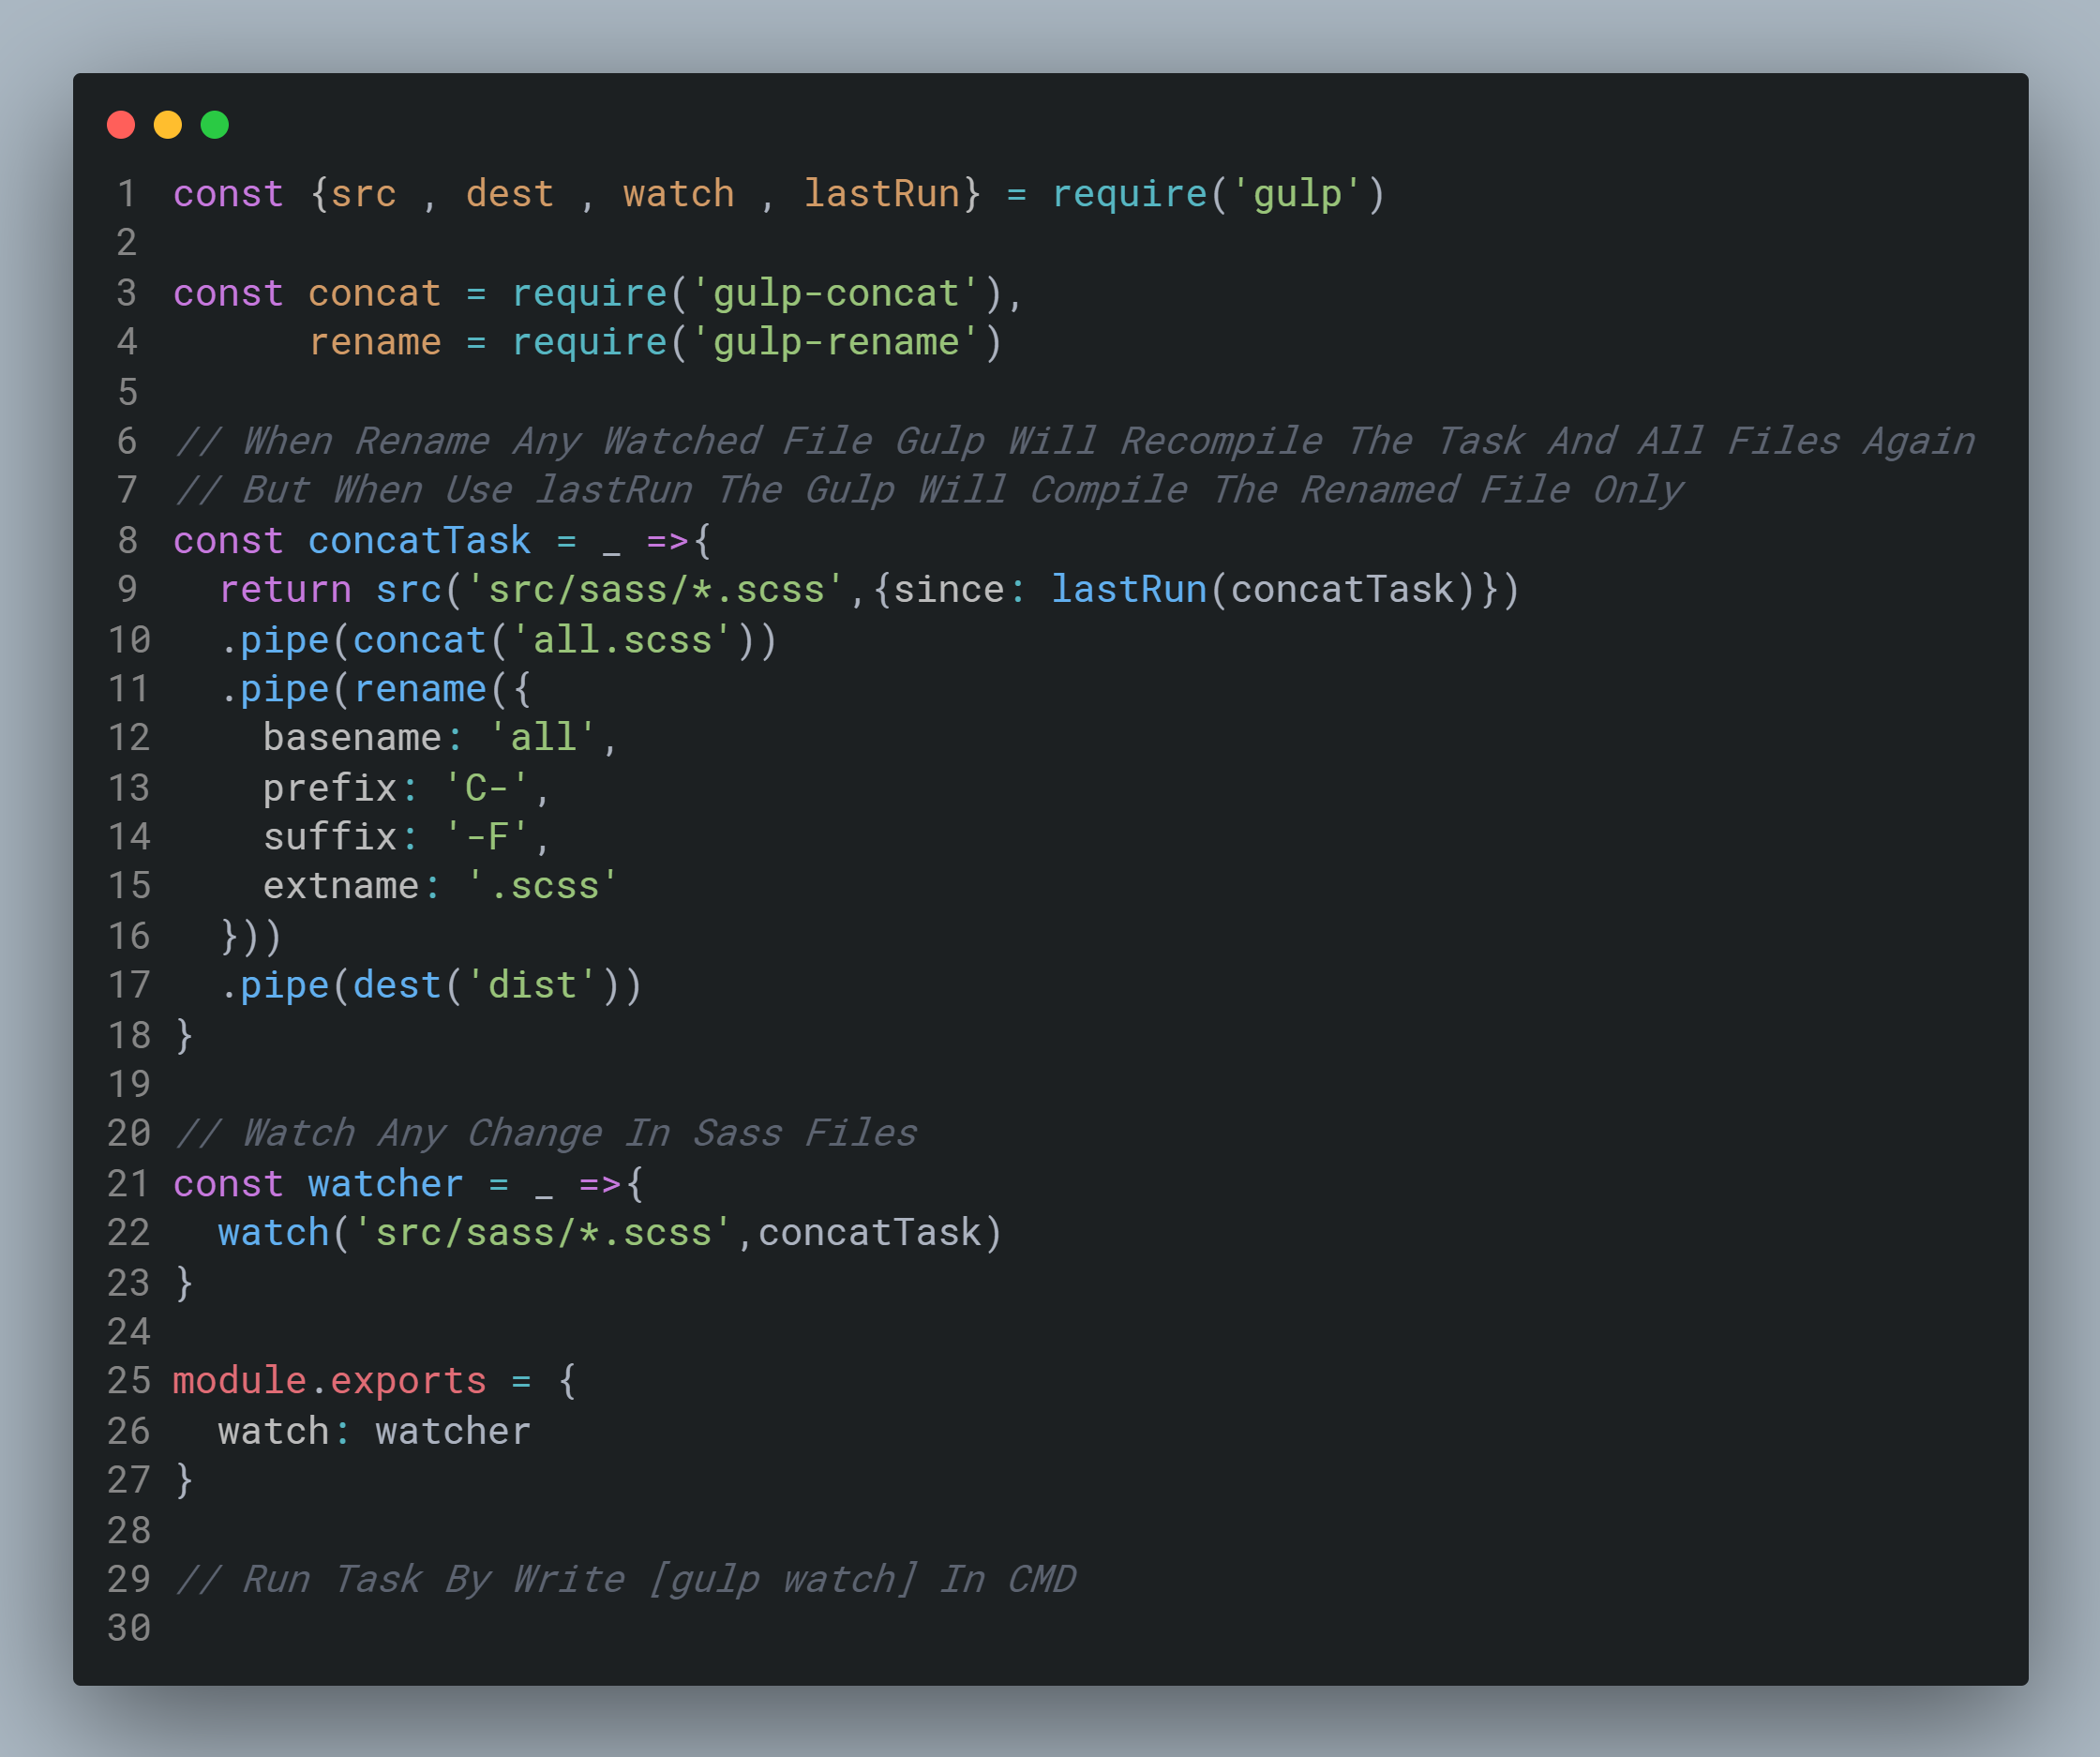 1 const {src , dest , watch , lastRun} = require('gulp')
2
3 const concat = require('gulp-concat'),
4       rename = require('gulp-rename')
5
6 // When Rename Any Watched File Gulp Will Recompile The Task And All Files Again
7 // But When Use lastRun The Gulp Will Compile The Renamed File Only
8 const concatTask = _ =>{
9   return src('src/sass/*.scss',{since: lastRun(concatTask)})
10   .pipe(concat('all.scss'))
11   .pipe(rename({
12     basename: 'all',
13     prefix: 'C-',
14     suffix: '-F',
15     extname: '.scss'
16   }))
17   .pipe(dest('dist'))
18 }
19
20 // Watch Any Change In Sass Files
21 const watcher = _ =>{
22   watch('src/sass/*.scss',concatTask)
23 }
24
25 module.exports = {
26   watch: watcher
27 }
28
29 // Run Task By Write [gulp watch] In CMD
30